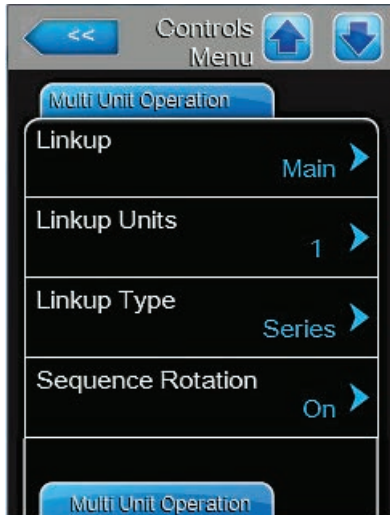 <<
Controls
Menu
Multi Unit Operation
Linkup
Main
Linkup Units
1
Linkup Type
Series
Sequence Rotation
On
Multi Unit Operation